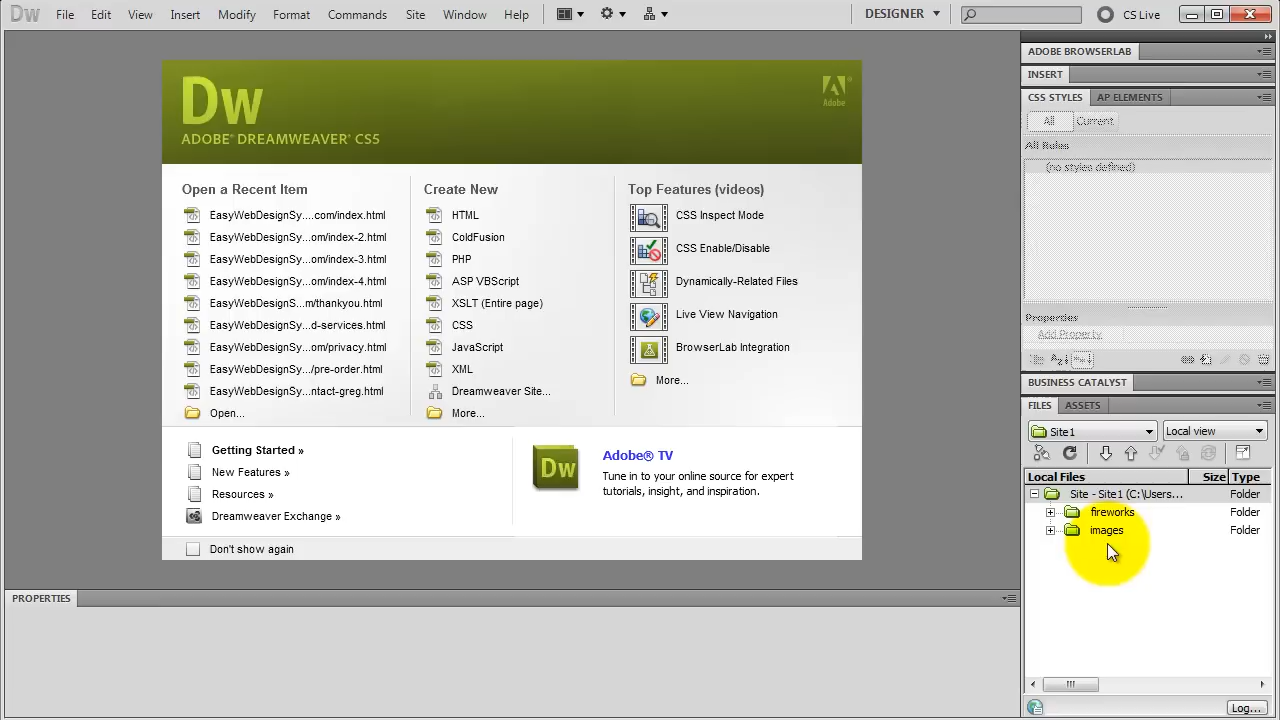 Dw File Edit View Insert Modify Format Commands Site Window Help DESIGNER CS Live
Dw
ADOBE® DREAMWEAVER® CS5
Adobe
Open a Recent Item
EasyWebDesignSy....com/index.html
EasyWebDesignSy...om/index-2.html
EasyWebDesignSy...om/index-3.html
EasyWebDesignSy...om/index-4.html
EasyWebDesignS...m/thankyou.html
EasyWebDesignSy...d-services.html
EasyWebDesignSy...om/privacy.html
EasyWebDesignSy.../pre-order.html
EasyWebDesignSy...ntact-greg.html
Open...
Create New
HTML
ColdFusion
PHP
ASP VBScript
XSLT (Entire page)
CSS
JavaScript
XML
Dreamweaver Site...
More...
Top Features (videos)
CSS Inspect Mode
CSS Enable/Disable
Dynamically-Related Files
Live View Navigation
BrowserLab Integration
More...
Getting Started »
New Features »
Resources »
Dreamweaver Exchange »
Dw
Adobe® TV
Tune in to your online source for expert
tutorials, insight, and inspiration.
Don't show again
PROPERTIES
ADOBE BROWSERLAB
INSERT
CSS STYLES AP ELEMENTS
All Current
All Rules
(no styles defined)
Properties
Add Property
BUSINESS CATALYST
FILES ASSETS
Site1 Local view
Local Files Size Type
Site - Site1 (C:\Users... Folder
fireworks Folder
images Folder
Log...